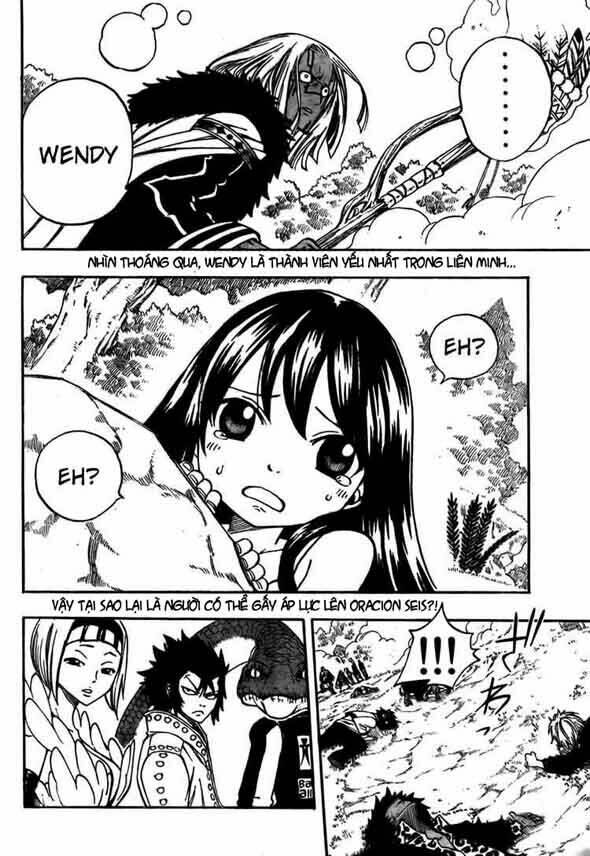 .......
WENDY
NHÌN THOÁNG QUA, WENDY LÀ THÀNH VIÊN YẾU NHẤT TRONG LIÊN MINH...
EH?
EH?
VẬY TẠI SAO LẠI LÀ NGƯỜI CÓ THỂ GẤY ÁP LỰC LÊN ORACION SEIS?!
!!!